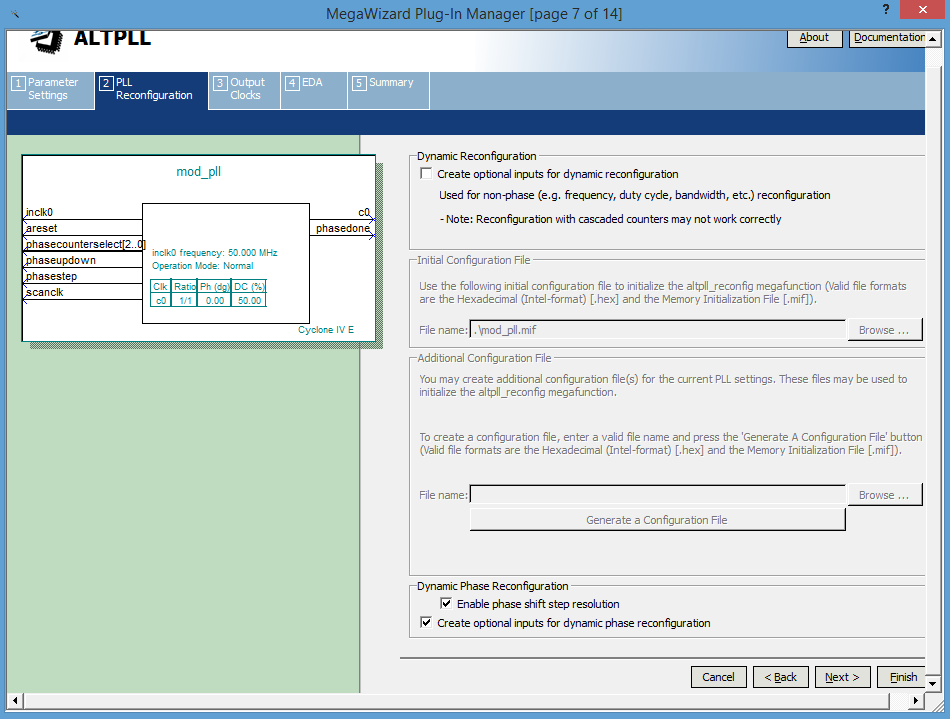 MegaWizard Plug-In Manager [page 7 of 14]
?
ALTPLL
About
Documentation
1 Parameter Settings
2 PLL Reconfiguration
3 Output Clocks
4 EDA
5 Summary
mod_pll
inclk0
areset
phasecounterselect[2..0]
phaseupdown
phasestep
scanclk
c0
phasedone
inclk0 frequency: 50.000 MHz
Operation Mode: Normal
Clk Ratio Ph (dg) DC (%)
c0 1/1 0.00 50.00
Cyclone IV E
Dynamic Reconfiguration
Create optional inputs for dynamic reconfiguration
Used for non-phase (e.g. frequency, duty cycle, bandwidth, etc.) reconfiguration
- Note: Reconfiguration with cascaded counters may not work correctly
Initial Configuration File
Use the following initial configuration file to initialize the altpll_reconfig megafunction (Valid file formats
are the Hexadecimal (Intel-format) [.hex] and the Memory Initialization File [.mif]).
File name: .\mod_pll.mif Browse ...
Additional Configuration File
You may create additional configuration file(s) for the current PLL settings. These files may be used to
initialize the altpll_reconfig megafunction.
To create a configuration file, enter a valid file name and press the 'Generate A Configuration File' button
(Valid file formats are the Hexadecimal (Intel-format) [.hex] and the Memory Initialization File [.mif]).
File name: Browse ...
Generate a Configuration File
Dynamic Phase Reconfiguration
Enable phase shift step resolution
Create optional inputs for dynamic phase reconfiguration
Cancel
< Back
Next >
Finish